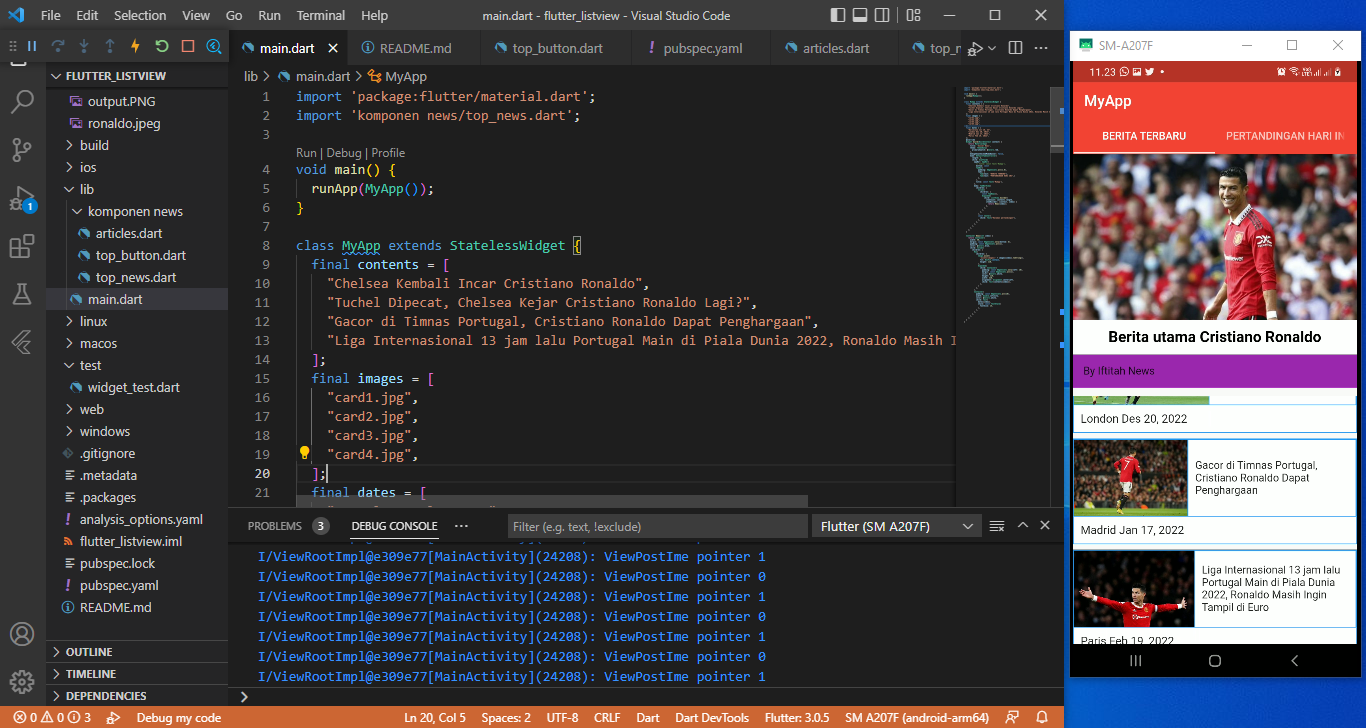 File Edit Selection View Go Run Terminal Help main.dart - flutter_listview - Visual Studio Code
main.dart README.md top_button.dart ! pubspec.yaml articles.dart top_n
FLUTTER_LISTVIEW
output.PNG
ronaldo.jpeg
build
ios
lib
komponen news
articles.dart
top_button.dart
top_news.dart
main.dart
linux
macos
test
widget_test.dart
web
windows
.gitignore
.metadata
.packages
! analysis_options.yaml
flutter_listview.iml
pubspec.lock
! pubspec.yaml
README.md
OUTLINE
TIMELINE
DEPENDENCIES
1
lib > main.dart > MyApp
1 import 'package:flutter/material.dart';
2 import 'komponen news/top_news.dart';
3
Run | Debug | Profile
4 void main() {
5 runApp(MyApp());
6 }
7
8 class MyApp extends StatelessWidget {
9 final contents = [
10 "Chelsea Kembali Incar Cristiano Ronaldo",
11 "Tuchel Dipecat, Chelsea Kejar Cristiano Ronaldo Lagi?",
12 "Gacor di Timnas Portugal, Cristiano Ronaldo Dapat Penghargaan",
13 "Liga Internasional 13 jam lalu Portugal Main di Piala Dunia 2022, Ronaldo Masih I
14 ];
15 final images = [
16 "card1.jpg",
17 "card2.jpg",
18 "card3.jpg",
19 "card4.jpg",
20 ];
21 final dates = [
PROBLEMS 3 DEBUG CONSOLE ... Filter (e.g. text, !exclude) Flutter (SM A207F)
I/ViewRootImpl@e309e77[MainActivity](24208): ViewPostIme pointer 1
I/ViewRootImpl@e309e77[MainActivity](24208): ViewPostIme pointer 0
I/ViewRootImpl@e309e77[MainActivity](24208): ViewPostIme pointer 1
I/ViewRootImpl@e309e77[MainActivity](24208): ViewPostIme pointer 0
I/ViewRootImpl@e309e77[MainActivity](24208): ViewPostIme pointer 1
I/ViewRootImpl@e309e77[MainActivity](24208): ViewPostIme pointer 0
I/ViewRootImpl@e309e77[MainActivity](24208): ViewPostIme pointer 1
0 0 3 Debug my code Ln 20, Col 5 Spaces: 2 UTF-8 CRLF Dart Dart DevTools Flutter: 3.0.5 SM A207F (android-arm64)
SM-A207F
11.23
MyApp
BERITA TERBARU PERTANDINGAN HARI IN
Berita utama Cristiano Ronaldo
By Iftitah News
London Des 20, 2022
Gacor di Timnas Portugal,
Cristiano Ronaldo Dapat
Penghargaan
Madrid Jan 17, 2022
Liga Internasional 13 jam lalu
Portugal Main di Piala Dunia
2022, Ronaldo Masih Ingin
Tampil di Euro
Paris Feb 19, 2022